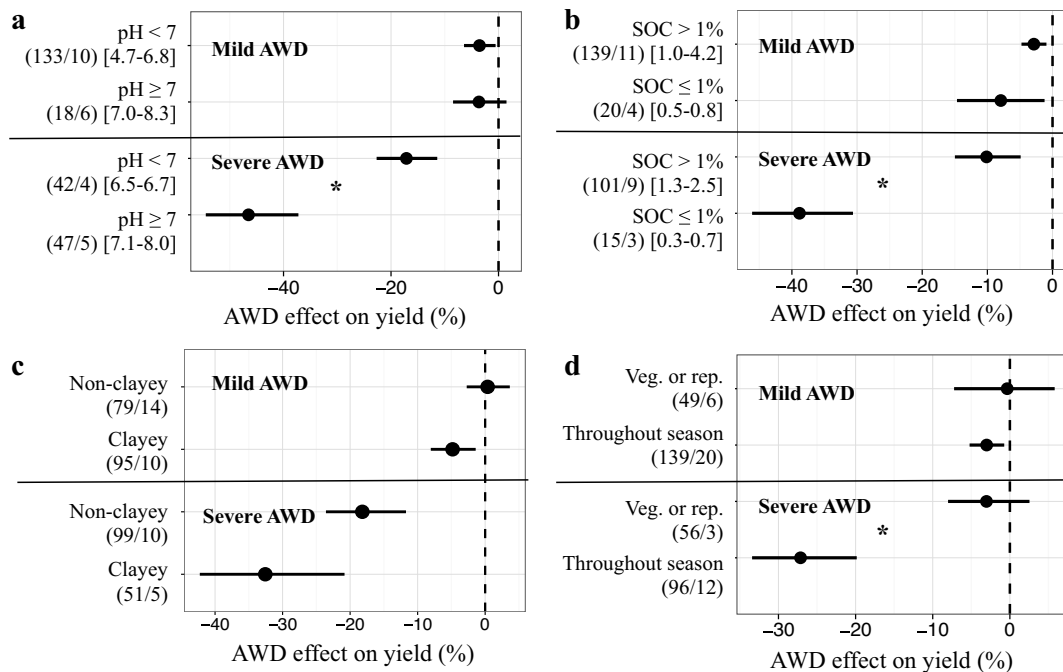 a
pH < 7
(133/10) [4.7-6.8]
Mild AWD
pH ≥ 7
(18/6) [7.0-8.3]
pH < 7
(42/4) [6.5-6.7]
Severe AWD
*
pH ≥ 7
(47/5) [7.1-8.0]
−40 −20 0
AWD effect on yield (%)
b
SOC > 1%
(139/11) [1.0-4.2]
Mild AWD
SOC ≤ 1%
(20/4) [0.5-0.8]
SOC > 1%
(101/9) [1.3-2.5]
Severe AWD
*
SOC ≤ 1%
(15/3) [0.3-0.7]
−40 −30 −20 −10 0
AWD effect on yield (%)
c
Non-clayey
(79/14)
Mild AWD
Clayey
(95/10)
Non-clayey
(99/10)
Severe AWD
Clayey
(51/5)
−40 −30 −20 −10 0
AWD effect on yield (%)
d
Veg. or rep.
(49/6)
Mild AWD
Throughout season
(139/20)
Veg. or rep.
(56/3)
Severe AWD
*
Throughout season
(96/12)
−30 −20 −10 0
AWD effect on yield (%)